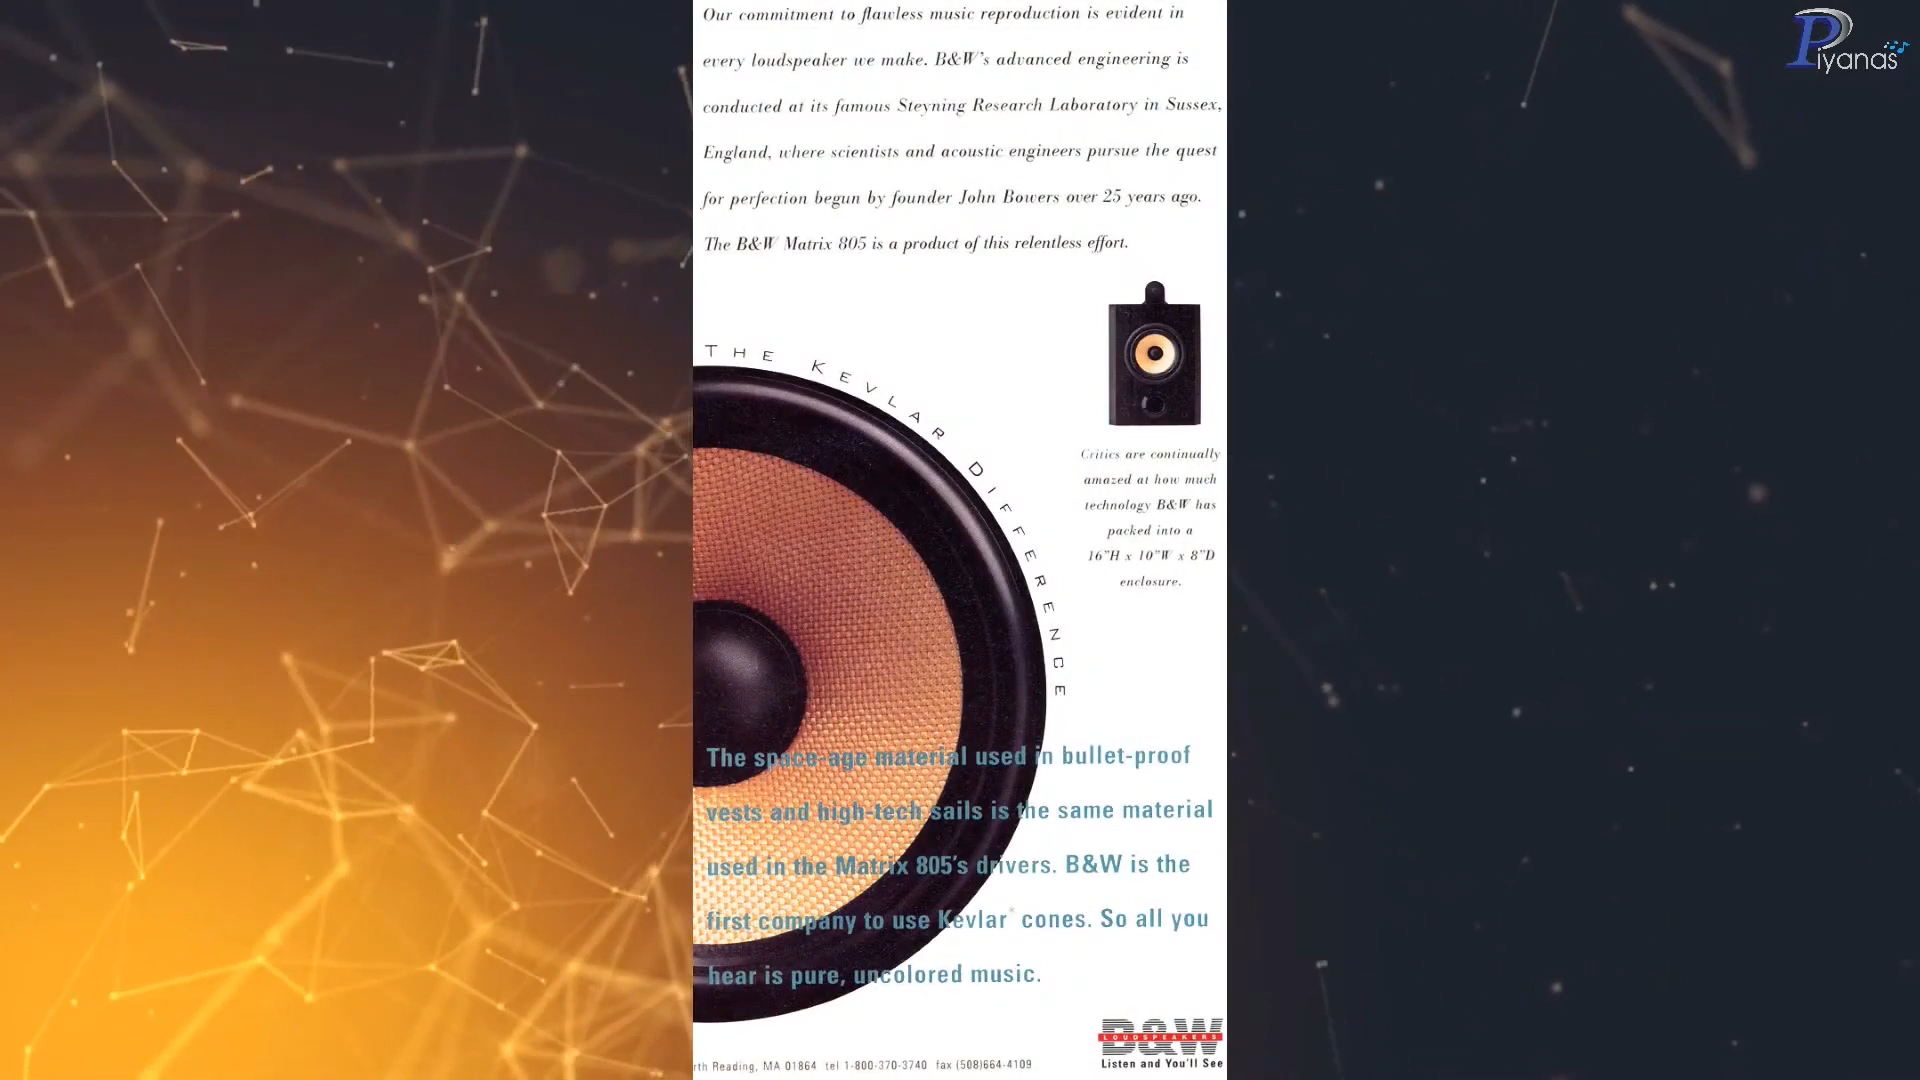 Piyanas
Our commitment to flawless music reproduction is evident in
every loudspeaker we make. B&W's advanced engineering is
conducted at its famous Steyning Research Laboratory in Sussex,
England, where scientists and acoustic engineers pursue the quest
for perfection begun by founder John Bowers over 25 years ago.
The B&W Matrix 805 is a product of this relentless effort.
THE KEVLAR DIFFERENCE
Critics are continually
amazed at how much
technology B&W has
packed into a
16"H x 10"W x 8"D
enclosure.
The space-age material used in bullet-proof
vests and high-tech sails is the same material
used in the Matrix 805's drivers. B&W is the
first company to use Kevlar* cones. So all you
hear is pure, uncolored music.
B&W
LOUDSPEAKERS
Listen and You'll See
rth Reading, MA 01864 tel 1-800-370-3740 fax (508)664-4109